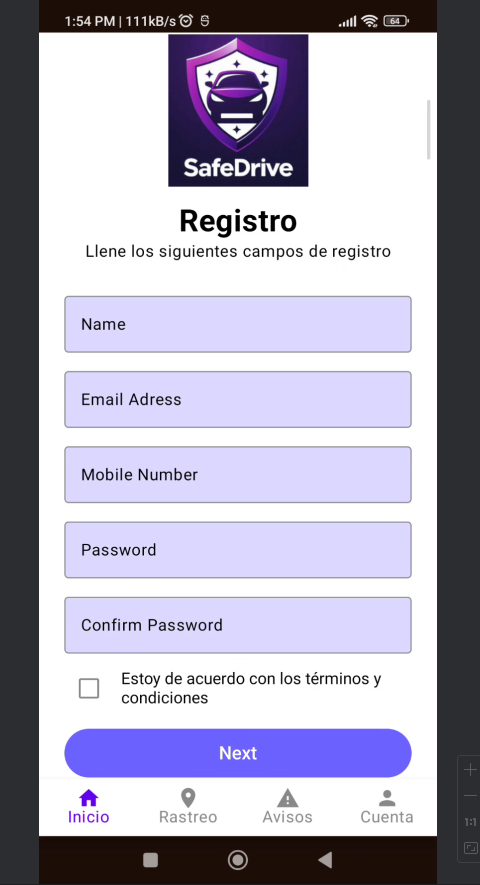 1:54 PM | 111kB/s
64
SafeDrive
Registro
Llene los siguientes campos de registro
Name
Email Adress
Mobile Number
Password
Confirm Password
Estoy de acuerdo con los términos y
condiciones
Next
Inicio
Rastreo
Avisos
Cuenta
1:1